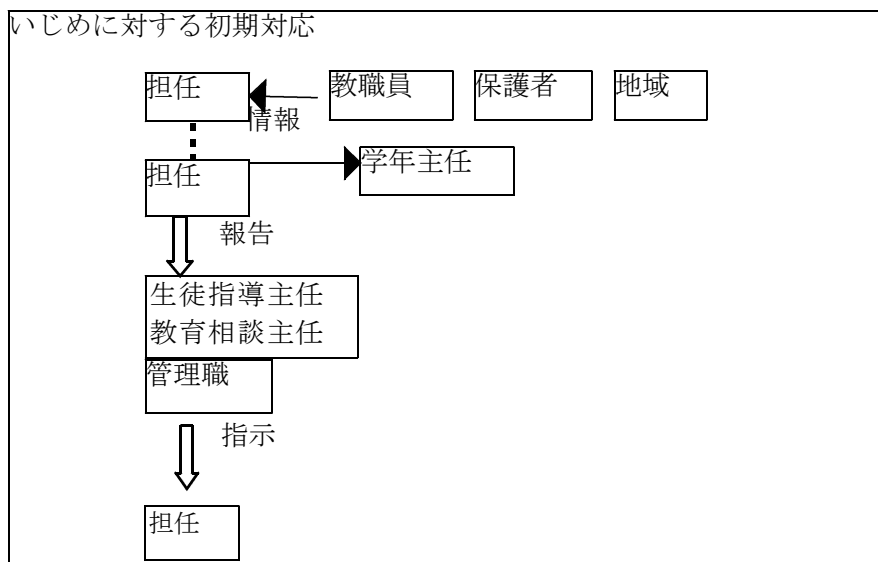 いじめに対する初期対応
担任
教職員
保護者
地域
情報
担任
学年主任
報告
生徒指導主任
教育相談主任
管理職
指示
担任